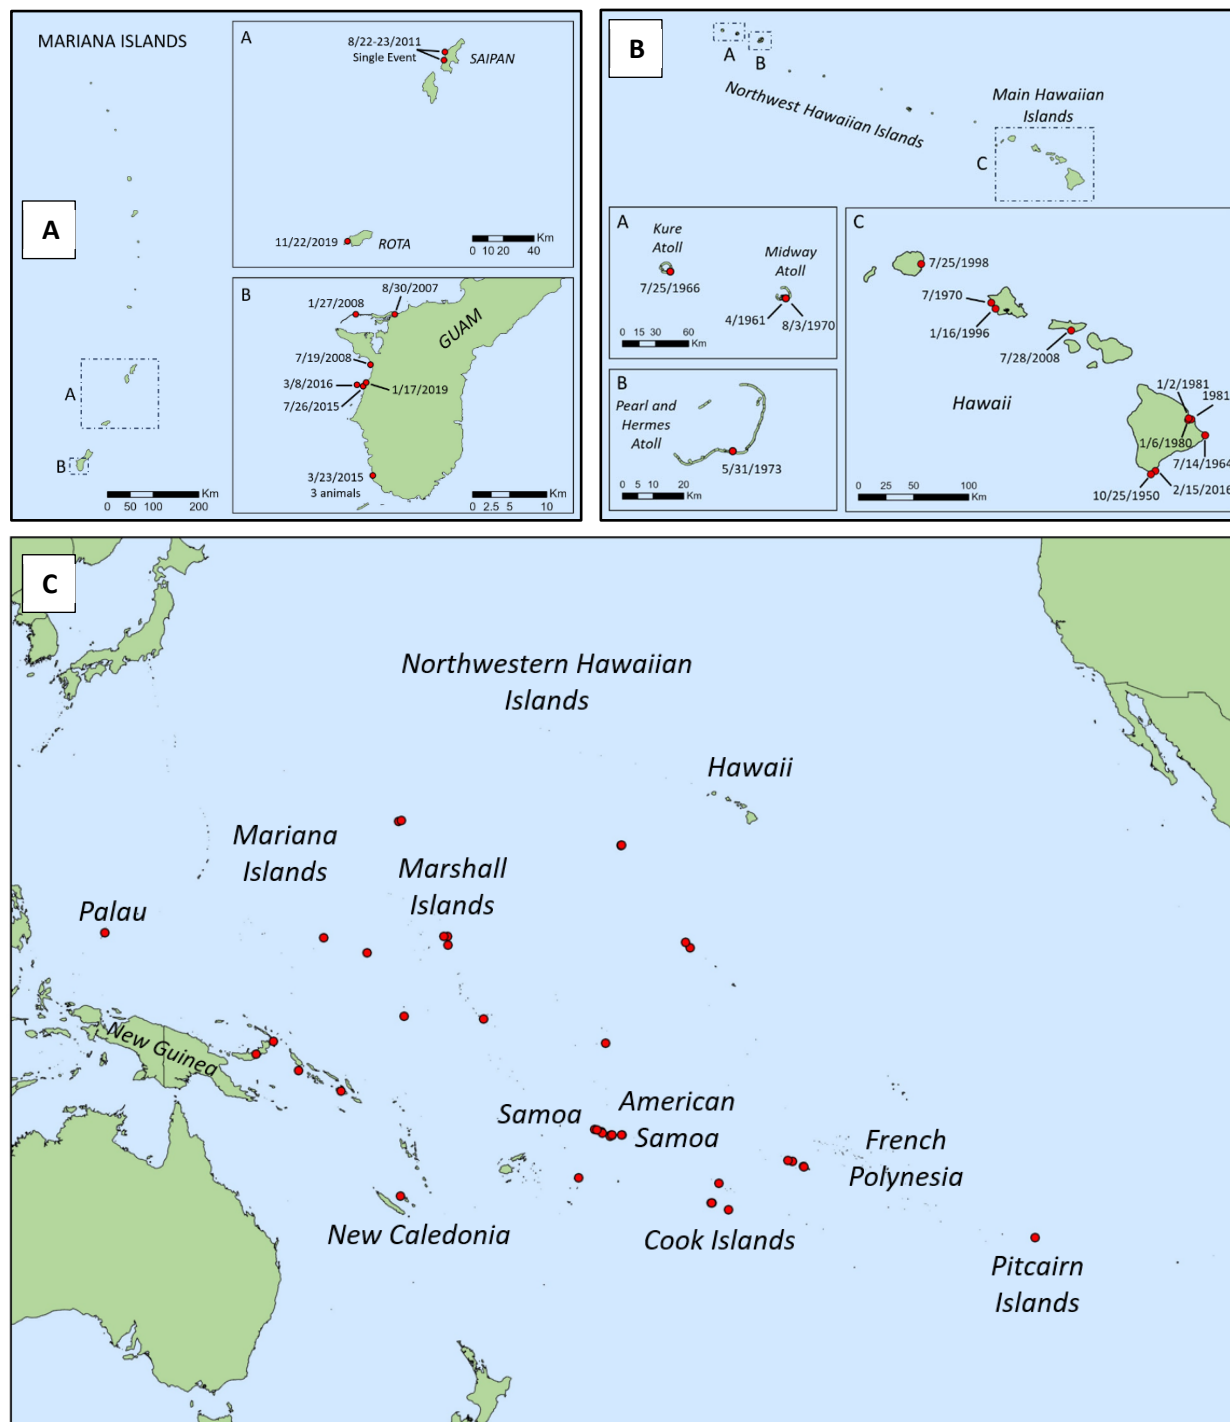 MARIANA ISLANDS
A
A
B
0 50 100 200
Km
A
8/22-23/2011
Single Event
SAIPAN
11/22/2019
ROTA
Km
0 10 20 40
B
1/27/2008
8/30/2007
GUAM
7/19/2008
3/8/2016
1/17/2019
7/26/2015
3/23/2015
3 animals
Km
0 2.5 5 10
B
A
B
Northwest Hawaiian Islands
Main Hawaiian
Islands
C
A
Kure
Atoll
7/25/1966
Midway
Atoll
4/1961
8/3/1970
0 15 30 60
Km
B
Pearl and
Hermes
Atoll
5/31/1973
Km
0 5 10 20
C
7/25/1998
7/1970
1/16/1996
7/28/2008
Hawaii
1/2/1981
1981
1/6/1980
7/14/1964
10/25/1950
2/15/2016
Km
0 25 50 100
C
Northwestern Hawaiian
Islands
Hawaii
Mariana
Islands
Marshall
Islands
Palau
New Guinea
Samoa
American
Samoa
French
Polynesia
New Caledonia
Cook Islands
Pitcairn
Islands